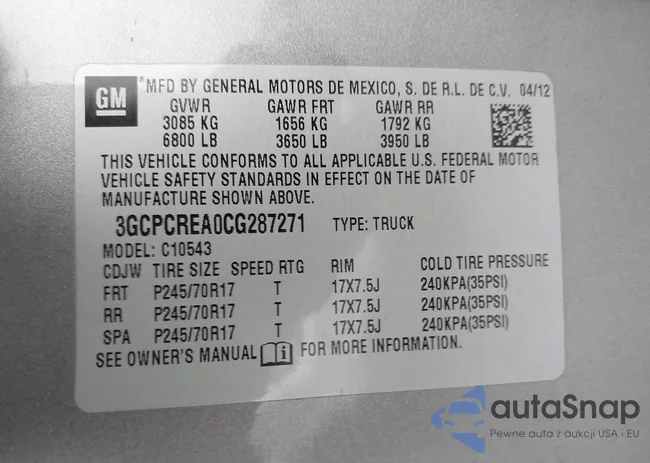 GM
MFD BY GENERAL MOTORS DE MEXICO, S. DE R.L. DE C.V. 04/12
GVWR GAWR FRT GAWR RR
3085 KG 1656 KG 1792 KG
6800 LB 3650 LB 3950 LB
THIS VEHICLE CONFORMS TO ALL APPLICABLE U.S. FEDERAL MOTOR
VEHICLE SAFETY STANDARDS IN EFFECT ON THE DATE OF
MANUFACTURE SHOWN ABOVE.
3GCPCREA0CG287271 TYPE: TRUCK
MODEL: C10543
CDJW TIRE SIZE SPEED RTG RIM COLD TIRE PRESSURE
FRT P245/70R17 T 17X7.5J 240KPA(35PSI)
RR P245/70R17 T 17X7.5J 240KPA(35PSI)
SPA P245/70R17 T 17X7.5J 240KPA(35PSI)
SEE OWNER'S MANUAL FOR MORE INFORMATION.
autaSnap
Pewne auta z aukcji USA - EU